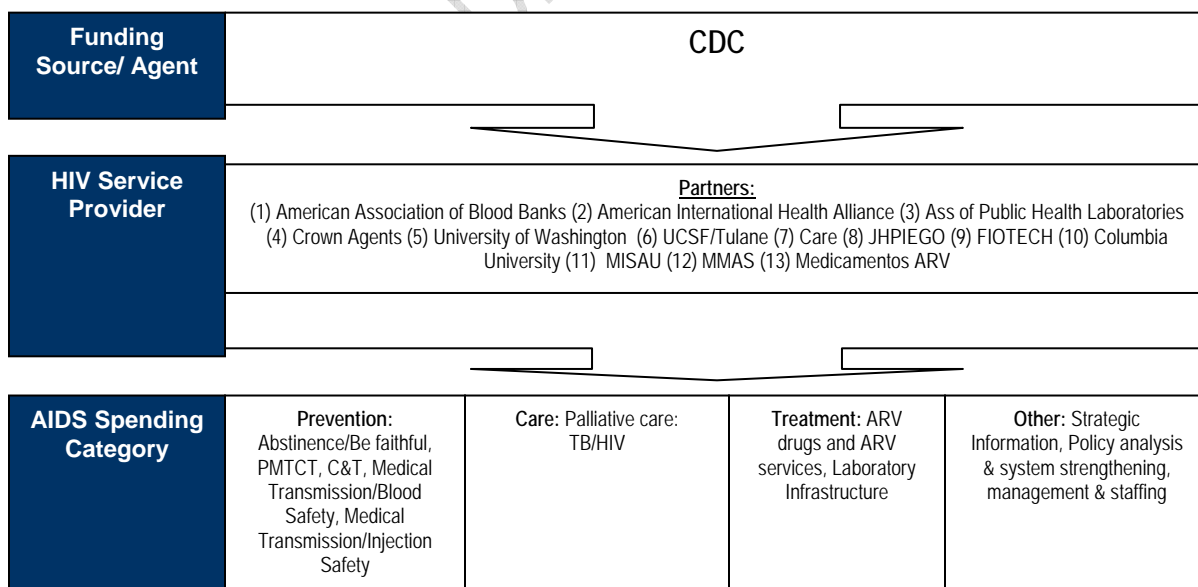 Funding
Source/ Agent
CDC
HIV Service
Provider
Partners:
(1) American Association of Blood Banks (2) American International Health Alliance (3) Ass of Public Health Laboratories
(4) Crown Agents (5) University of Washington (6) UCSF/Tulane (7) Care (8) JHPIEGO (9) FIOTECH (10) Columbia
University (11) MISAU (12) MMAS (13) Medicamentos ARV
AIDS Spending
Category
Prevention:
Abstinence/Be faithful,
PMTCT, C&T, Medical
Transmission/Blood
Safety, Medical
Transmission/Injection
Safety
Care: Palliative care:
TB/HIV
Treatment: ARV
drugs and ARV
services, Laboratory
Infrastructure
Other: Strategic
Information, Policy analysis
& system strengthening,
management & staffing